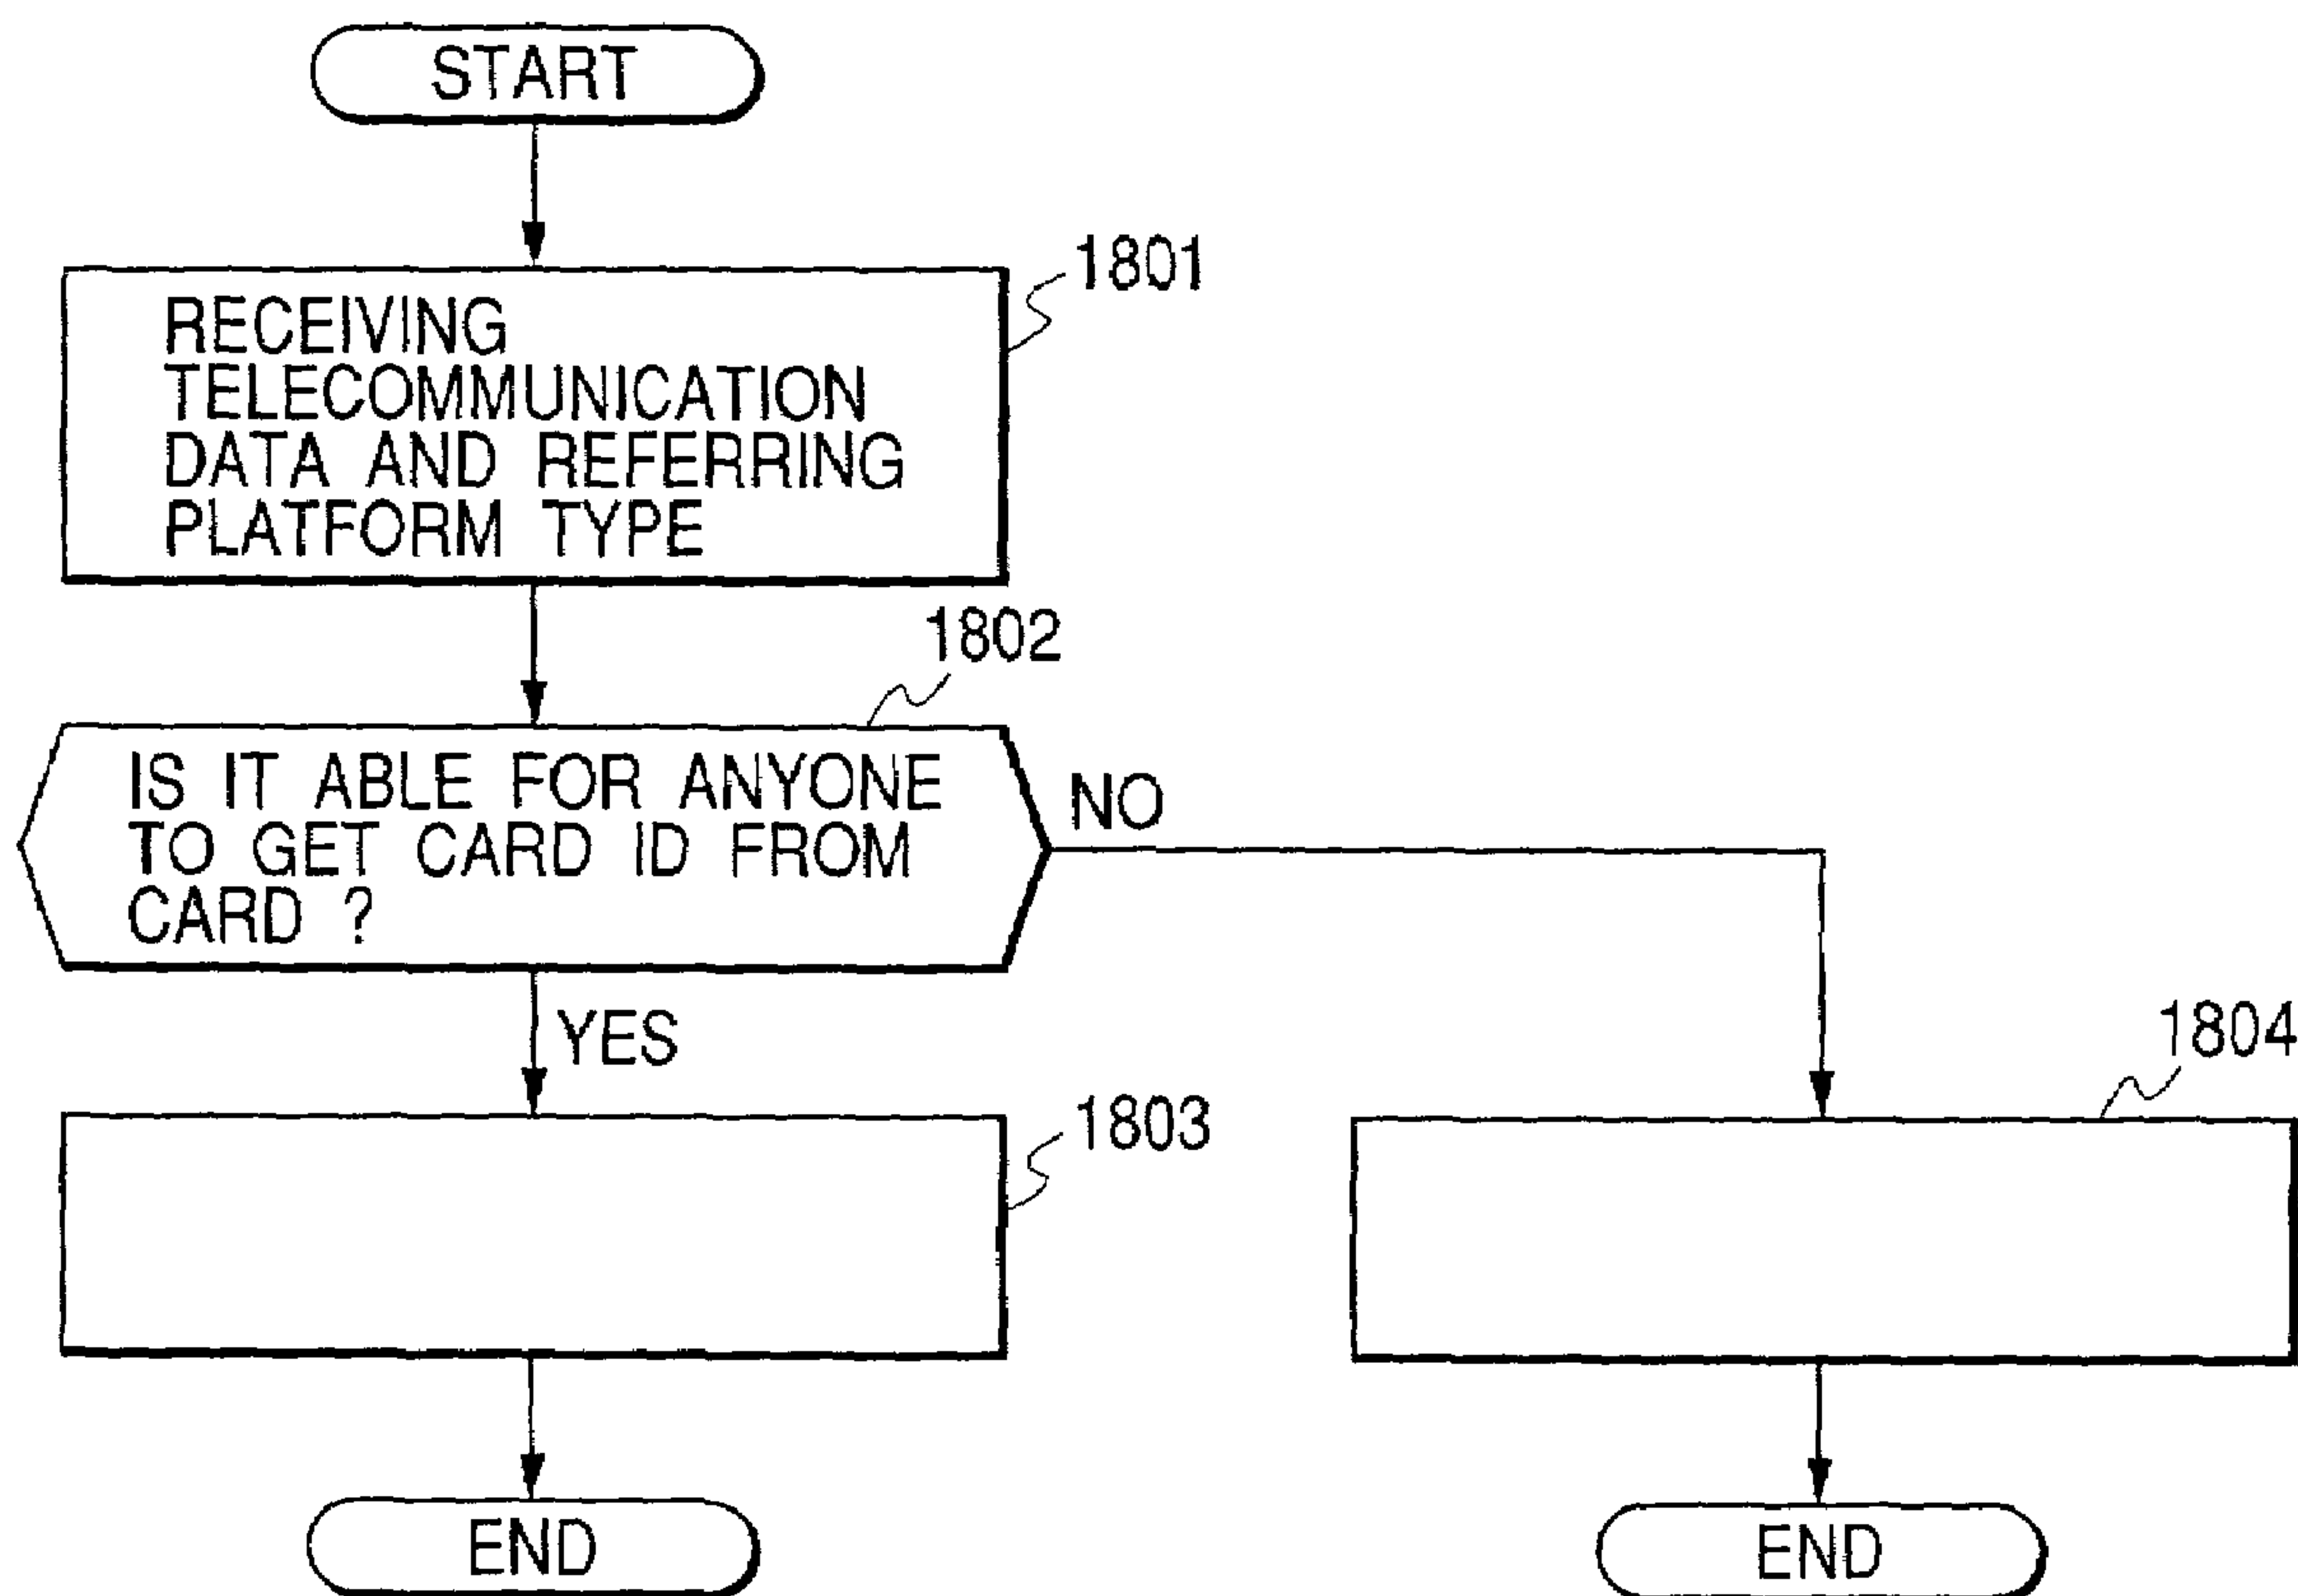 START
1801
RECEIVING
TELECOMMUNICATION
DATA AND REFERRING
PLATFORM TYPE
1802
IS IT ABLE FOR ANYONE
TO GET CARD ID FROM
CARD ?
NO
YES
1803
1804
END
END